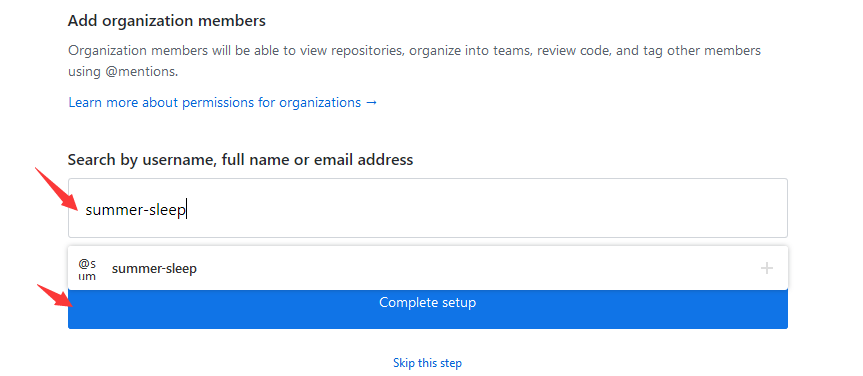 Add organization members
Organization members will be able to view repositories, organize into teams, review code, and tag other members
using @mentions.
Learn more about permissions for organizations →
Search by username, full name or email address
summer-sleep
@s
um
summer-sleep
Complete setup
Skip this step